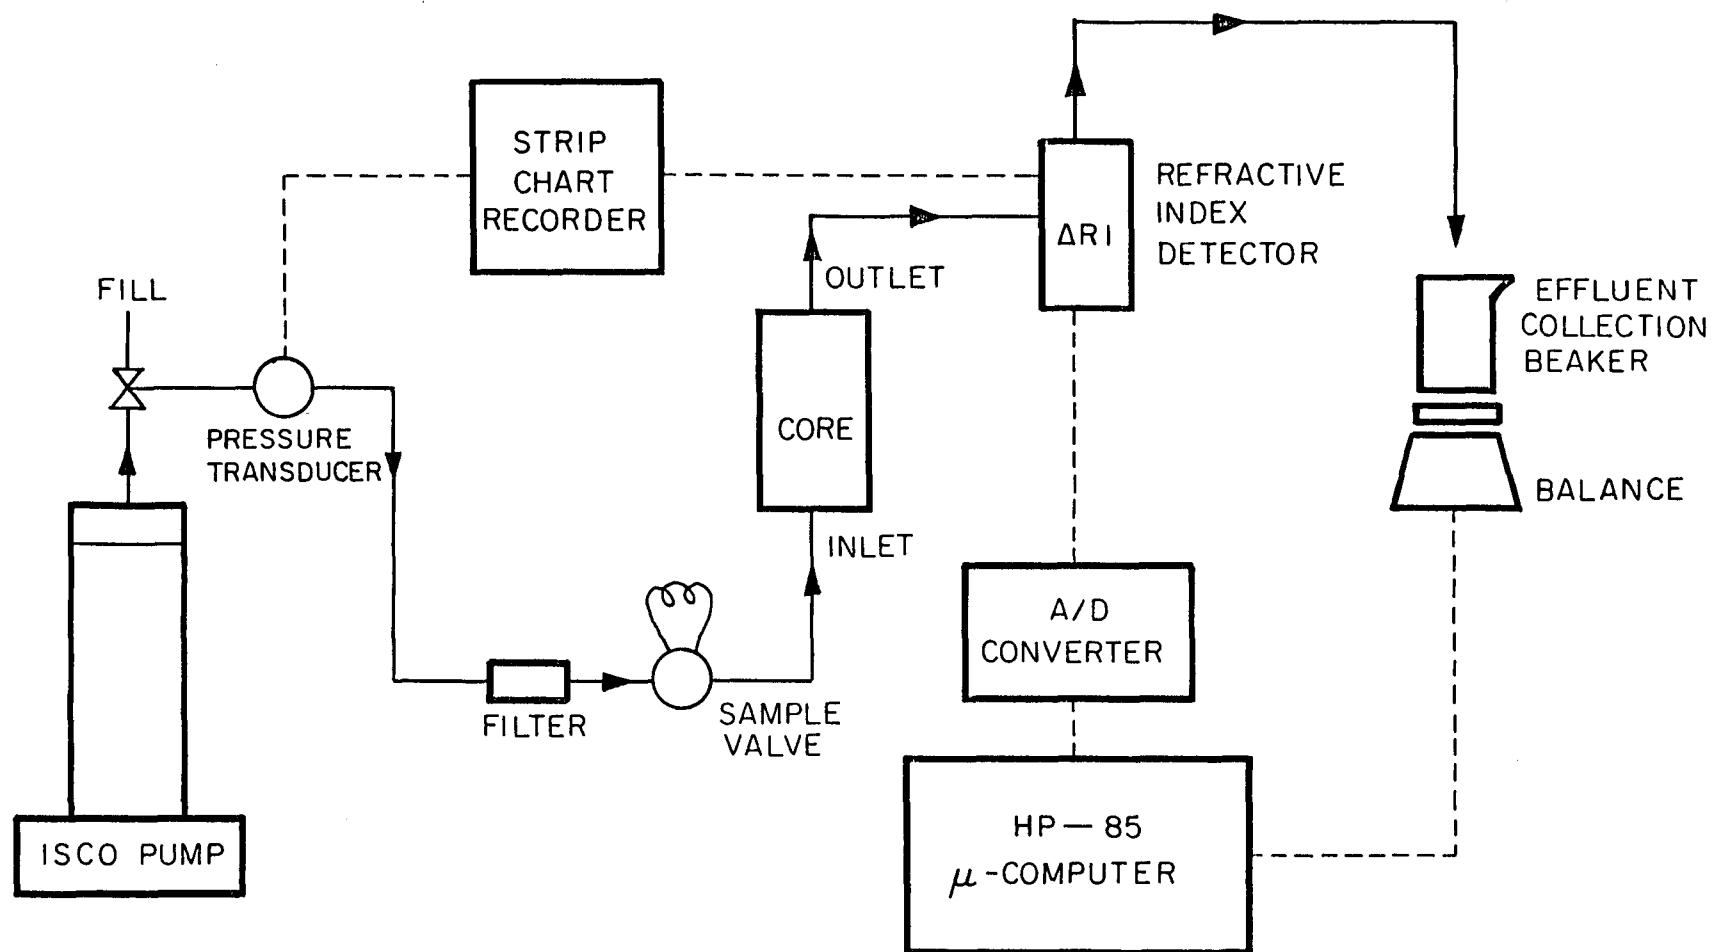 STRIP
CHART
RECORDER
REFRACTIVE
INDEX
DETECTOR
ΔRI
OUTLET
FILL
EFFLUENT
COLLECTION
BEAKER
CORE
PRESSURE
TRANSDUCER
BALANCE
INLET
A/D
CONVERTER
FILTER
SAMPLE
VALVE
HP-85
μ-COMPUTER
ISCO PUMP